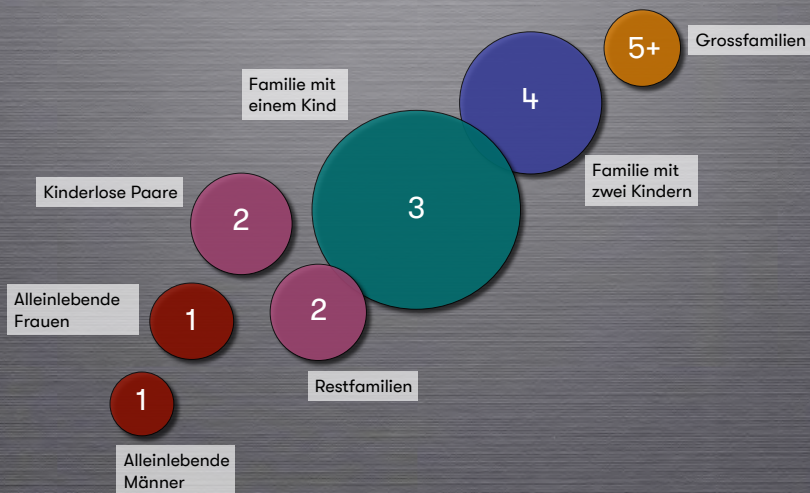 5+
Grossfamilien
4
Familie mit
einem Kind
Familie mit
zwei Kindern
3
Kinderlose Paare
2
Alleinlebende
Frauen
1
2
Restfamilien
1
Alleinlebende
Männer